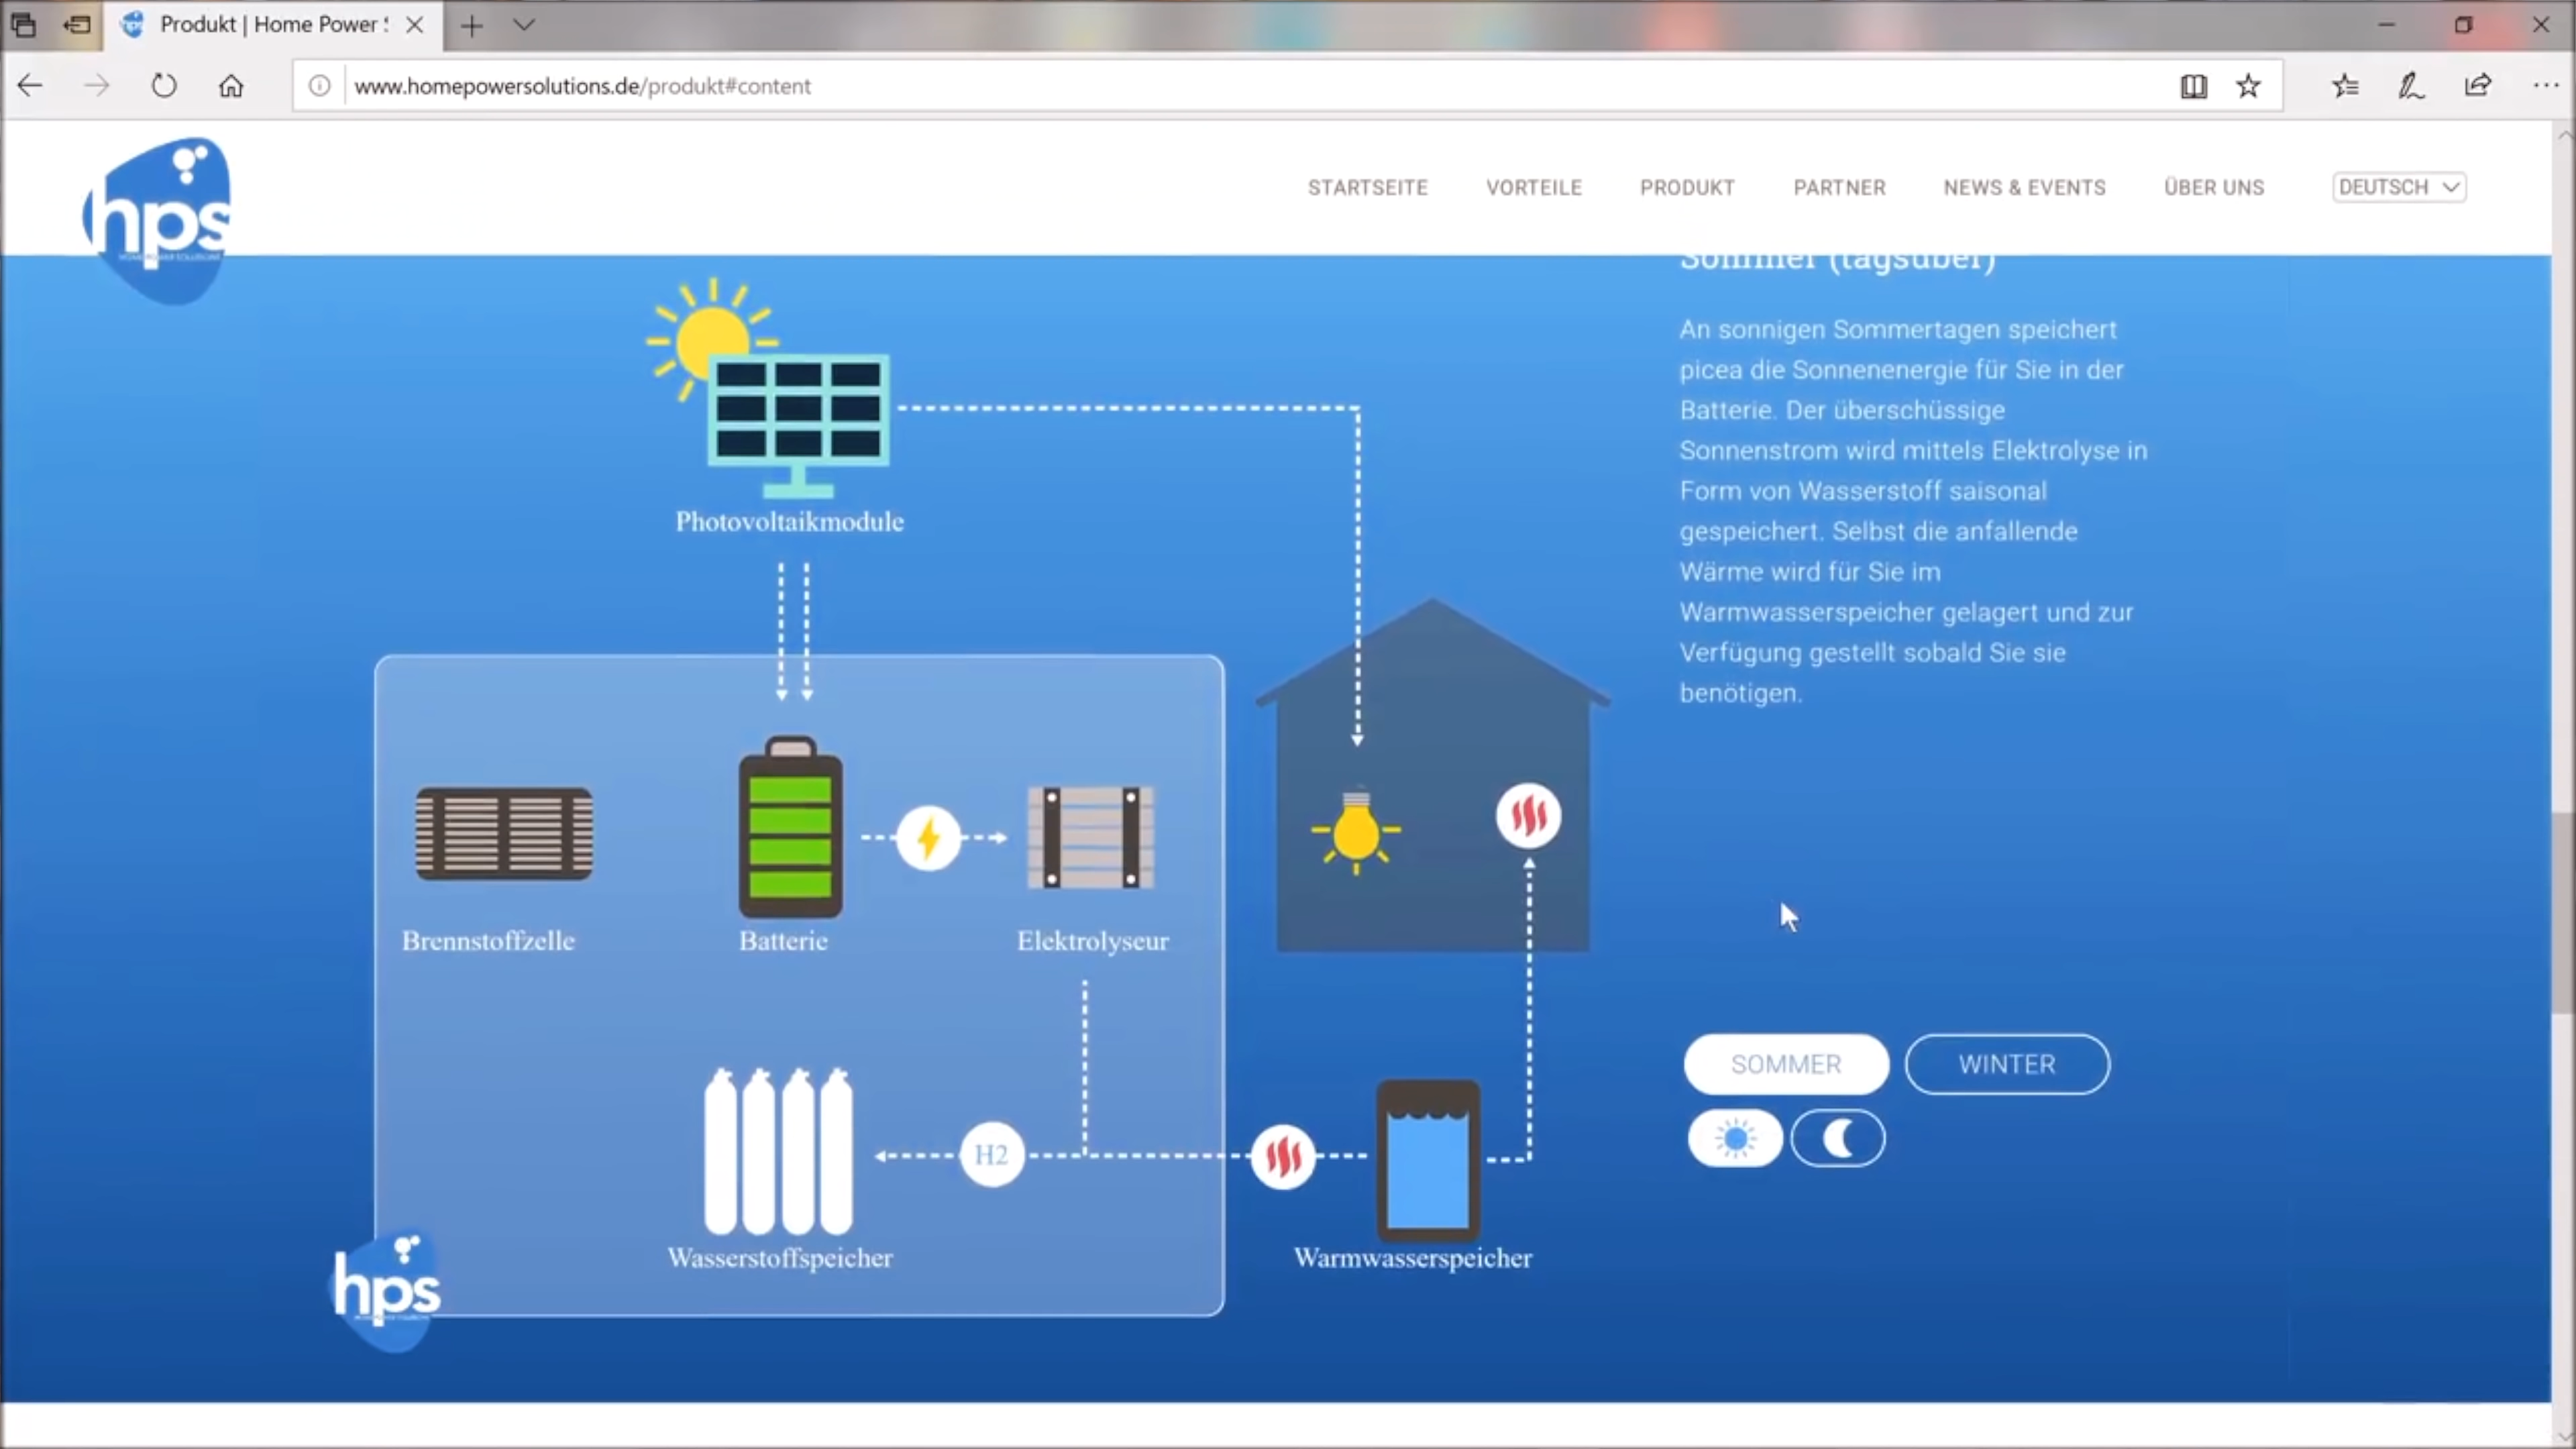 Produkt | Home Power S
www.homepowersolutions.de/produkt#content
hps
STARTSEITE VORTEILE PRODUKT PARTNER NEWS & EVENTS ÜBER UNS DEUTSCH
Sommer (tagsüber)
An sonnigen Sommertagen speichert
picea die Sonnenenergie für Sie in der
Batterie. Der überschüssige
Sonnenstrom wird mittels Elektrolyse in
Form von Wasserstoff saisonal
gespeichert. Selbst die anfallende
Wärme wird für Sie im
Warmwasserspeicher gelagert und zur
Verfügung gestellt sobald Sie sie
benötigen.
Photovoltaikmodule
Brennstoffzelle
Batterie
Elektrolyseur
H2
Wasserstoffspeicher
Warmwasserspeicher
SOMMER
WINTER
hps